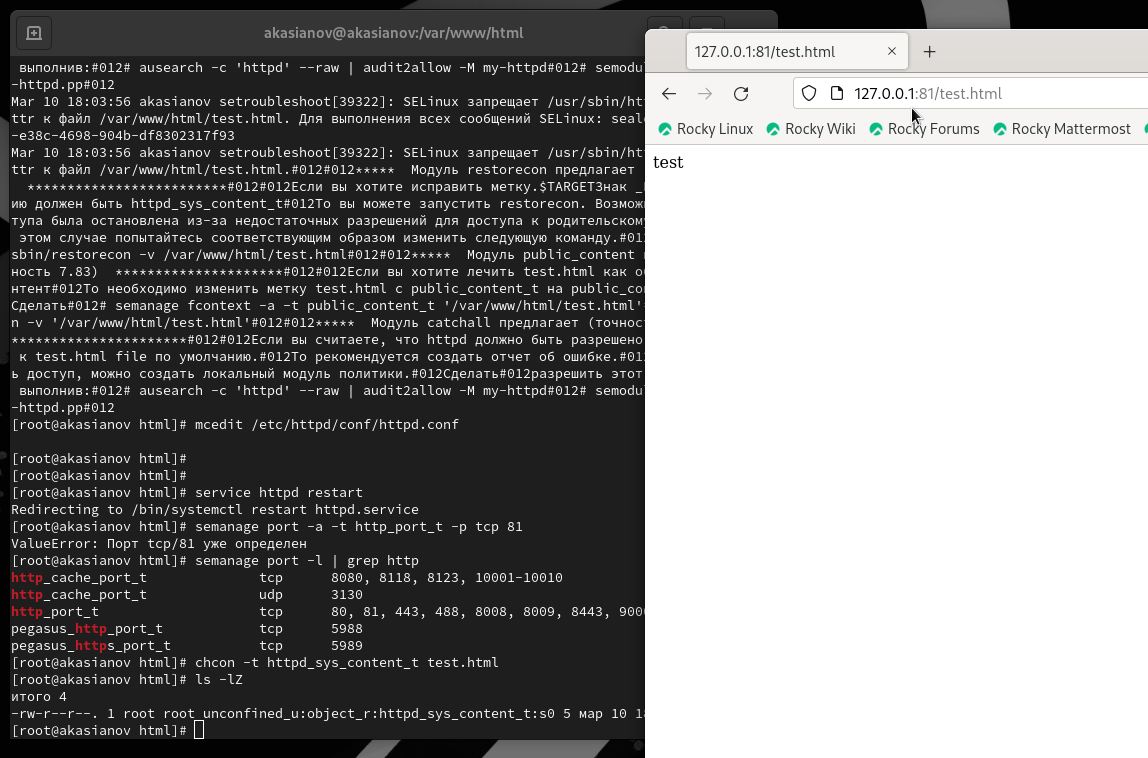 akasianov@akasianov:/var/www/html
выполнив:#012# ausearch -c 'httpd' --raw | audit2allow -M my-httpd#012# semodul
-httpd.pp#012
Mar 10 18:03:56 akasianov setroubleshoot[39322]: SELinux запрещает /usr/sbin/ht
ttr к файл /var/www/html/test.html. Для выполнения всех сообщений SELinux: seal
-e38c-4698-904b-df8302317f93
Mar 10 18:03:56 akasianov setroubleshoot[39322]: SELinux запрещает /usr/sbin/ht
ttr к файл /var/www/html/test.html.#012#012***** Модуль restorecon предлагает
*************************#012#012Если вы хотите исправить метку.$TARGETЗнак _
ию должен быть httpd_sys_content_t#012То вы можете запустить restorecon. Возмож
тупа была остановлена из-за недостаточных разрешений для доступа к родительском
этом случае попытайтесь соответствующим образом изменить следующую команду.#01
sbin/restorecon -v /var/www/html/test.html#012#012***** Модуль public_content
ность 7.83) *********************#012#012Если вы хотите лечить test.html как о
нтент#012То необходимо изменить метку test.html с public_content_t на public_co
Сделать#012# semanage fcontext -a -t public_content_t '/var/www/html/test.html'
n -v '/var/www/html/test.html'#012#012***** Модуль catchall предлагает (точнос
**********************#012#012Если вы считаете, что httpd должно быть разрешено
к test.html file по умолчанию.#012То рекомендуется создать отчет об ошибке.#01
ь доступ, можно создать локальный модуль политики.#012Сделать#012разрешить этот
выполнив:#012# ausearch -c 'httpd' --raw | audit2allow -M my-httpd#012# semodu
-httpd.pp#012
[root@akasianov html]# mcedit /etc/httpd/conf/httpd.conf
[root@akasianov html]#
[root@akasianov html]#
[root@akasianov html]# service httpd restart
Redirecting to /bin/systemctl restart httpd.service
[root@akasianov html]# semanage port -a -t http_port_t -p tcp 81
ValueError: Порт tcp/81 уже определен
[root@akasianov html]# semanage port -l | grep http
http_cache_port_t tcp 8080, 8118, 8123, 10001-10010
http_cache_port_t udp 3130
http_port_t tcp 80, 81, 443, 488, 8008, 8009, 8443, 900
pegasus_http_port_t tcp 5988
pegasus_https_port_t tcp 5989
[root@akasianov html]# chcon -t httpd_sys_content_t test.html
[root@akasianov html]# ls -lZ
итого 4
-rw-r--r--. 1 root root unconfined_u:object_r:httpd_sys_content_t:s0 5 мар 10 1
[root@akasianov html]#
127.0.0.1:81/test.html
127.0.0.1:81/test.html
Rocky Linux Rocky Wiki Rocky Forums Rocky Mattermost
test